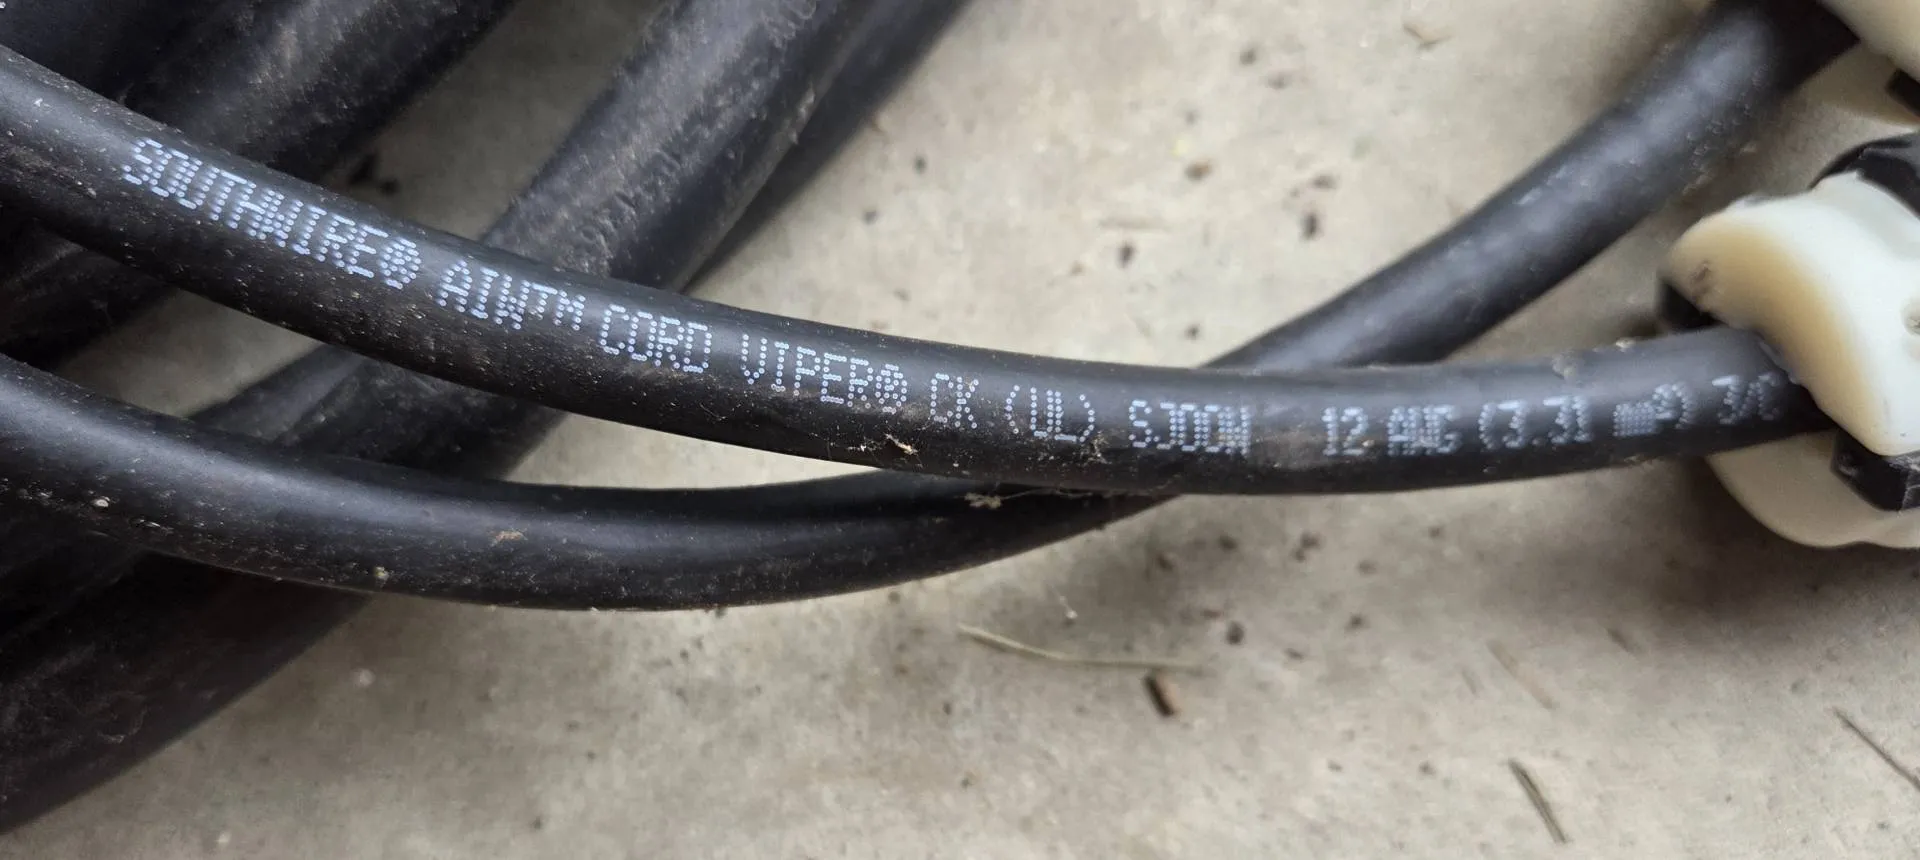 SOUTHWIRE® AIW™ CORD VIPER® CK (UL) SJOOW 12 AWG (3.31 mm²) 3/C